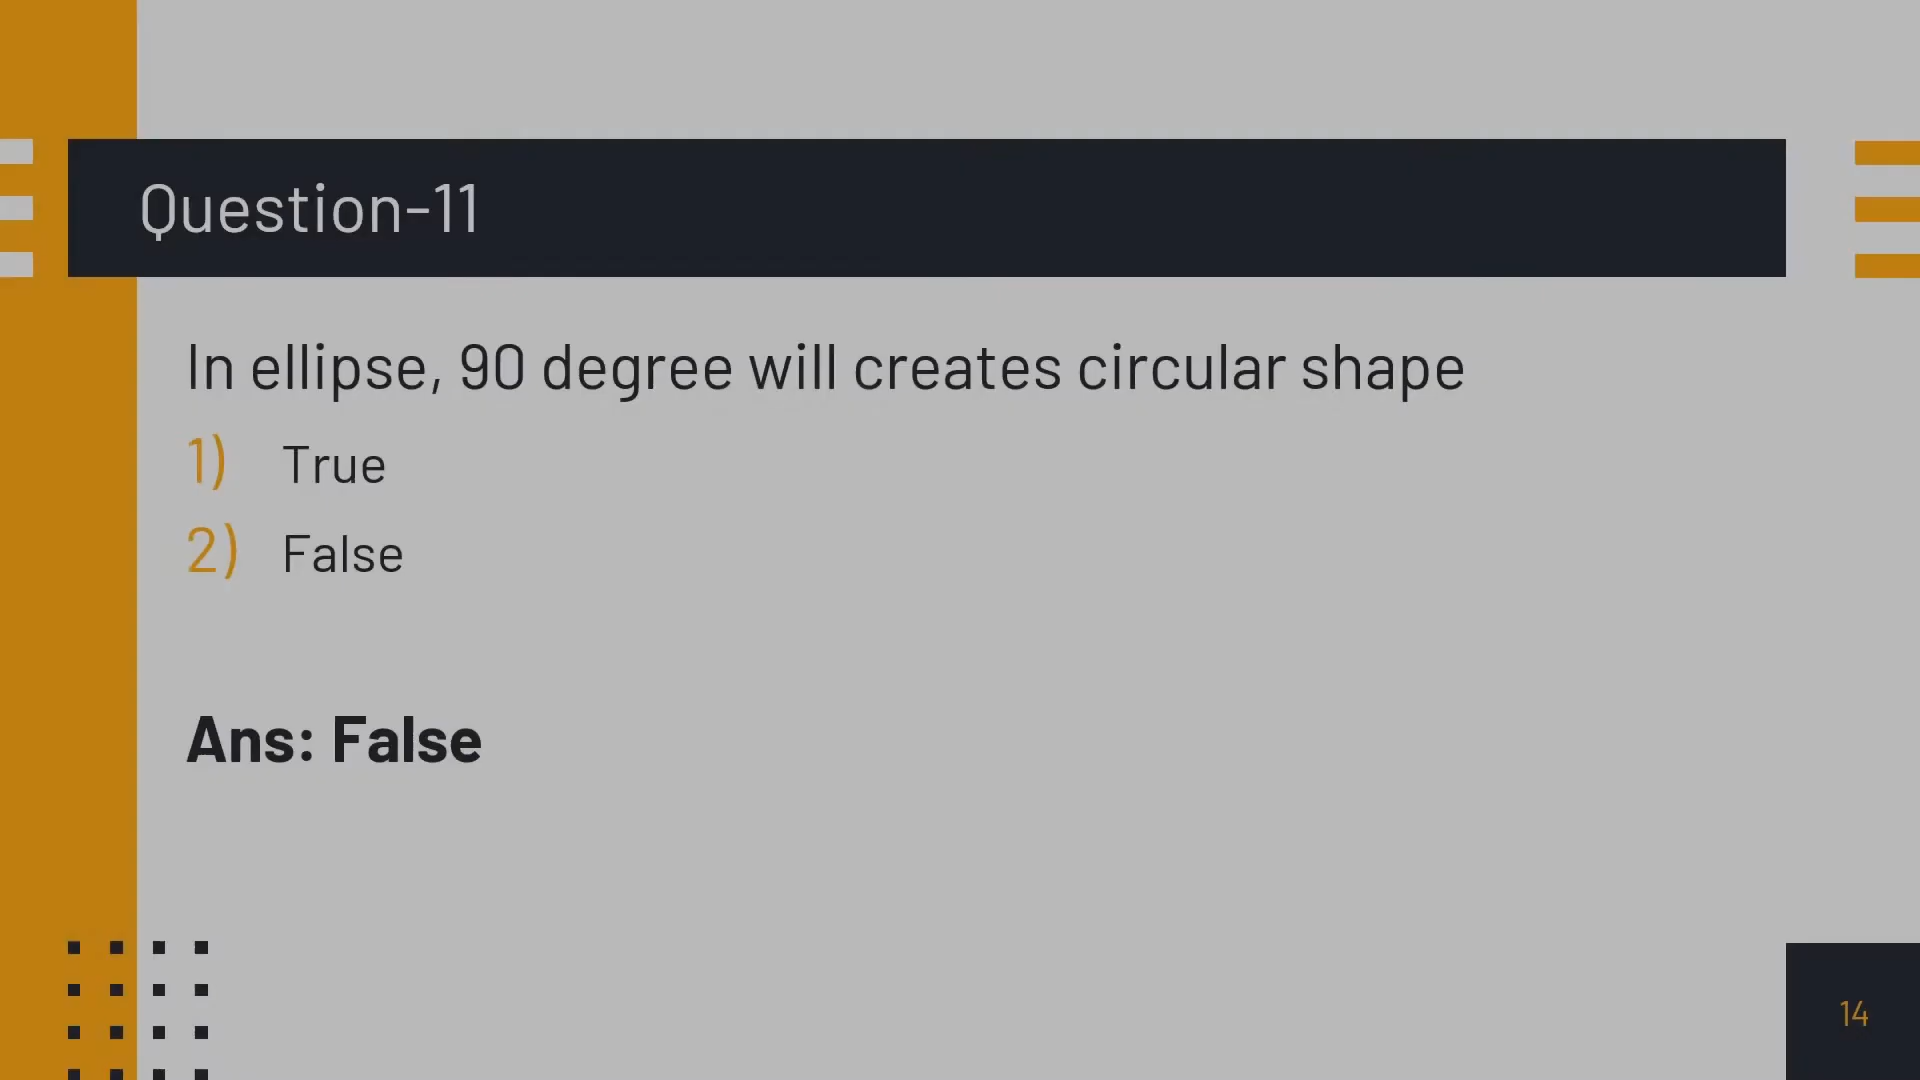 Question-11
In ellipse, 90 degree will creates circular shape
1) True
2) False
Ans: False
14